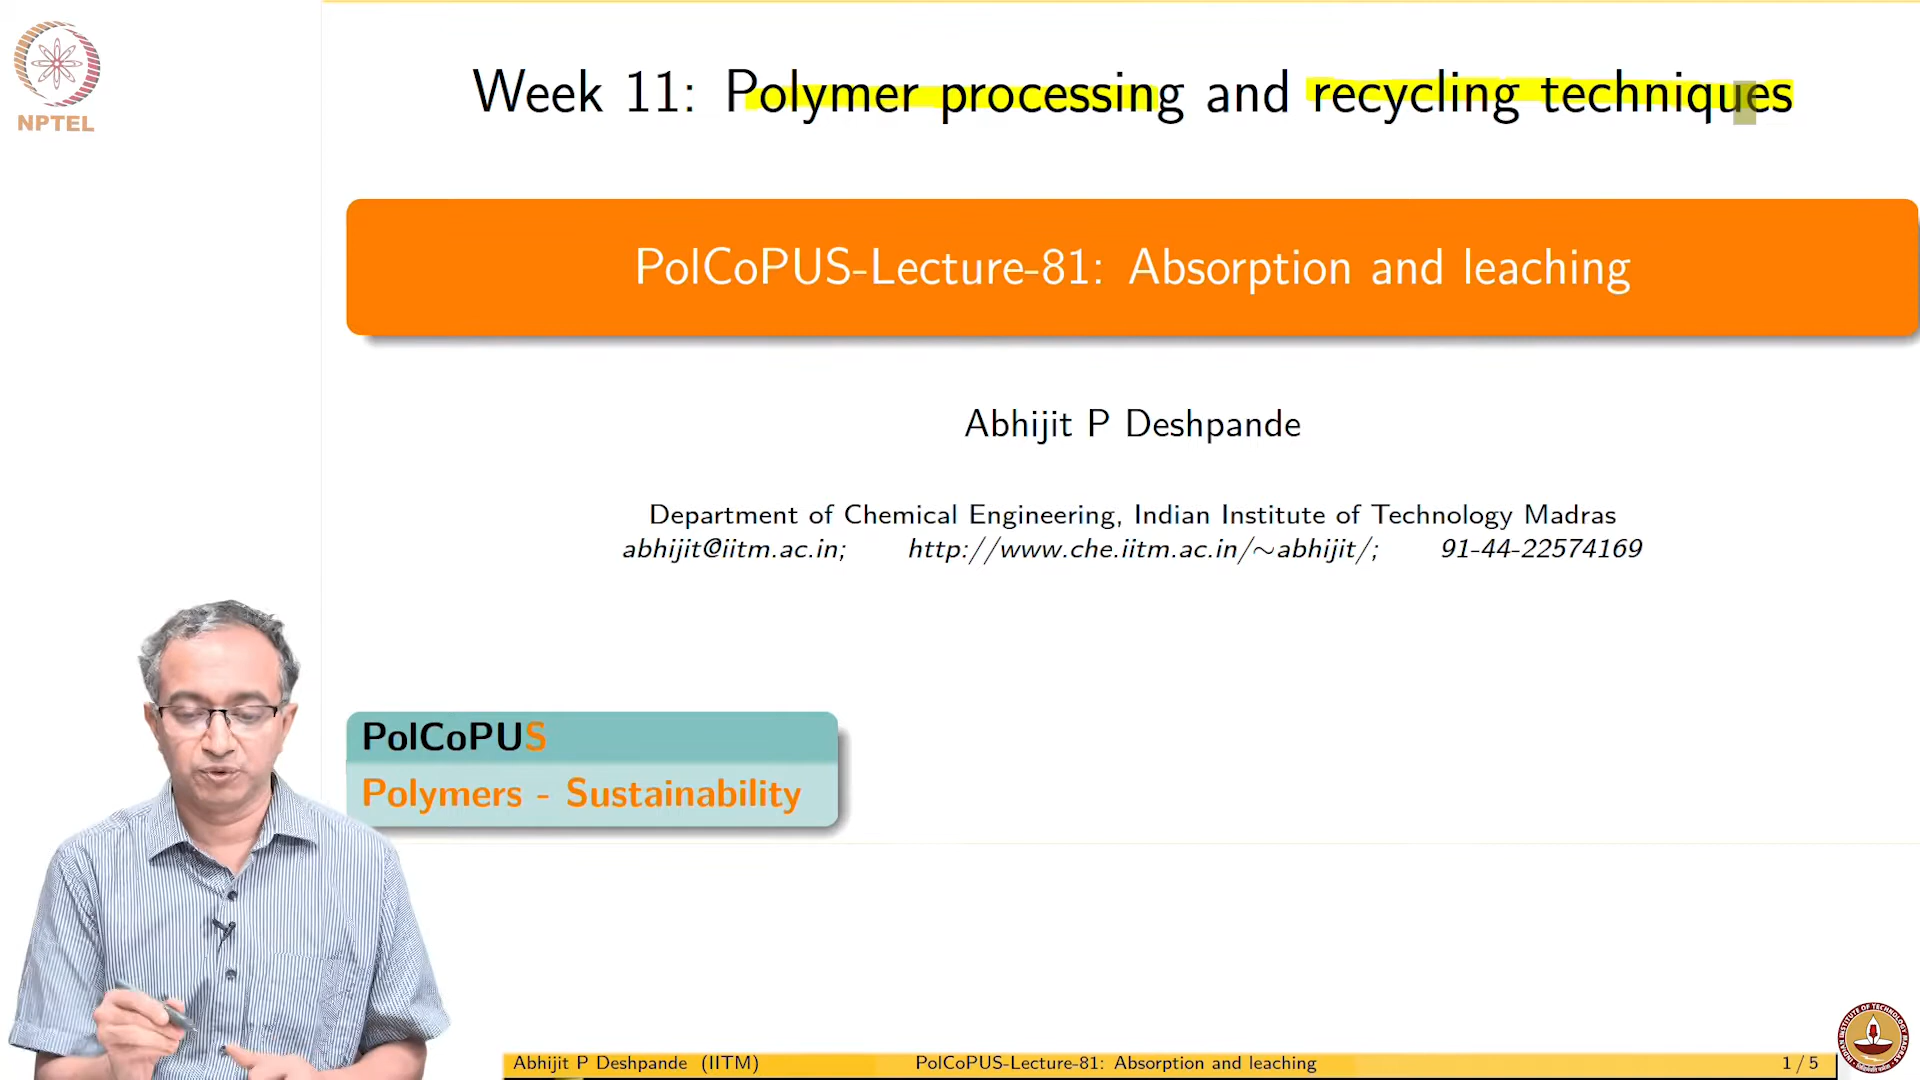 NPTEL
Week 11: Polymer processing and recycling techniques
PolCoPUS-Lecture-81: Absorption and leaching
Abhijit P Deshpande
Department of Chemical Engineering, Indian Institute of Technology Madras
abhijit@iitm.ac.in; http://www.che.iitm.ac.in/~abhijit/; 91-44-22574169
PolCoPUS
Polymers - Sustainability
Abhijit P Deshpande (IITM) PolCoPUS-Lecture-81: Absorption and leaching 1 / 5